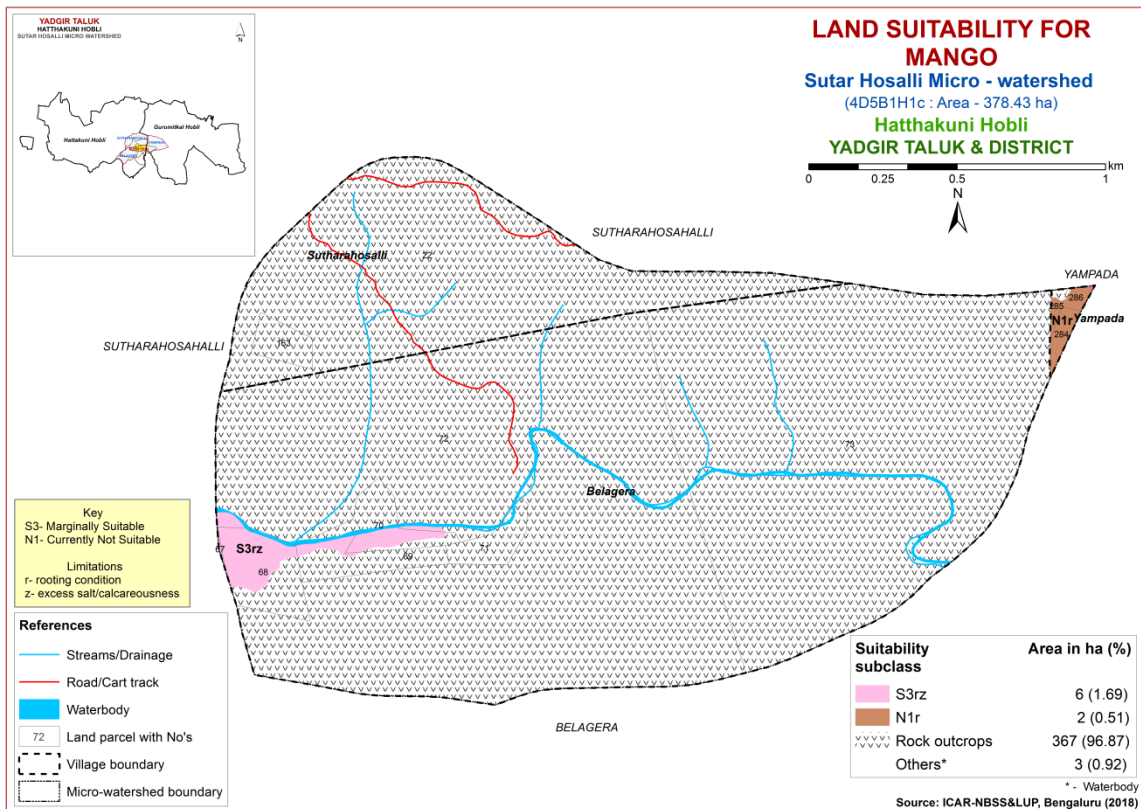 YADGIR TALUK
HATTHAKUNI HOBLI
SUTAR HOSALLI MICRO WATERSHED
N
Hattakuni Hobli
Gurumitkal Hobli
LAND SUITABILITY FOR
MANGO
Sutar Hosalli Micro - watershed
(4D5B1H1c : Area - 378.43 ha)
Hatthakuni Hobli
YADGIR TALUK & DISTRICT
km
0 0.25 0.5 1
N
SUTHARAHOSAHALLI
Sutharahosalli
22
YAMPADA
286
285
N1r
Yampada
284
SUTHARAHOSAHALLI
163
72
73
Belagera
70
67
S3rz
71
69
68
BELAGERA
Key
S3- Marginally Suitable
N1- Currently Not Suitable
Limitations
r- rooting condition
z- excess salt/calcareousness
References
Streams/Drainage
Road/Cart track
Waterbody
72 Land parcel with No's
Village boundary
Micro-watershed boundary
Suitability
subclass Area in ha (%)
S3rz 6 (1.69)
N1r 2 (0.51)
Rock outcrops 367 (96.87)
Others* 3 (0.92)
* - Waterbody
Source: ICAR-NBSS&LUP, Bengaluru (2018)